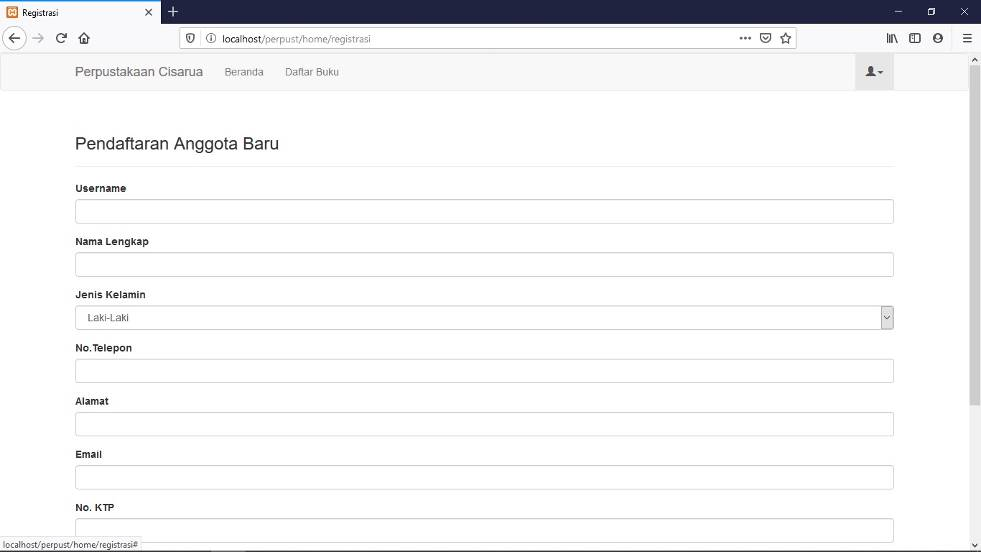 Registrasi
localhost/perpust/home/registrasi
Perpustakaan Cisarua Beranda Daftar Buku
Pendaftaran Anggota Baru
Username
Nama Lengkap
Jenis Kelamin
Laki-Laki
No.Telepon
Alamat
Email
No. KTP
localhost/perpust/home/registrasi#